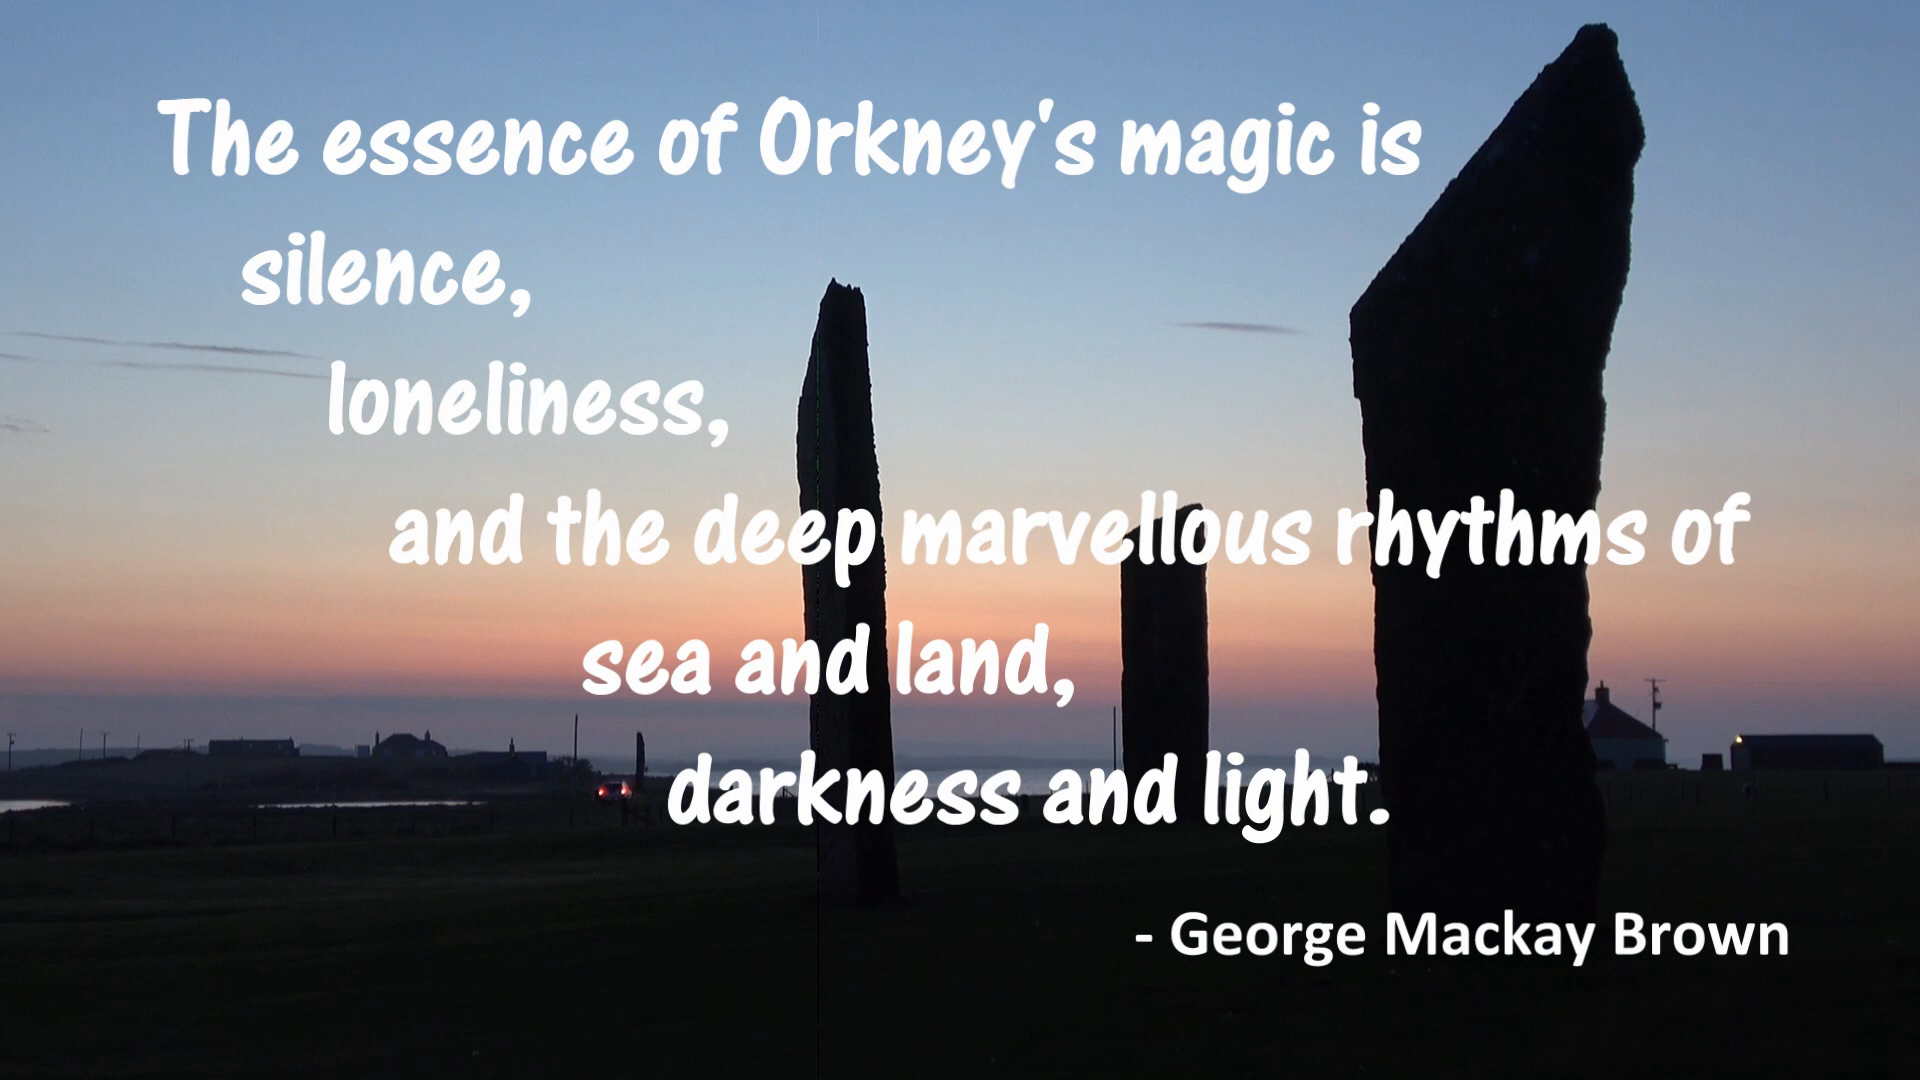 The essence of Orkney's magic is
silence,
loneliness,
and the deep marvellous rhythms of
sea and land,
darkness and light.
- George Mackay Brown